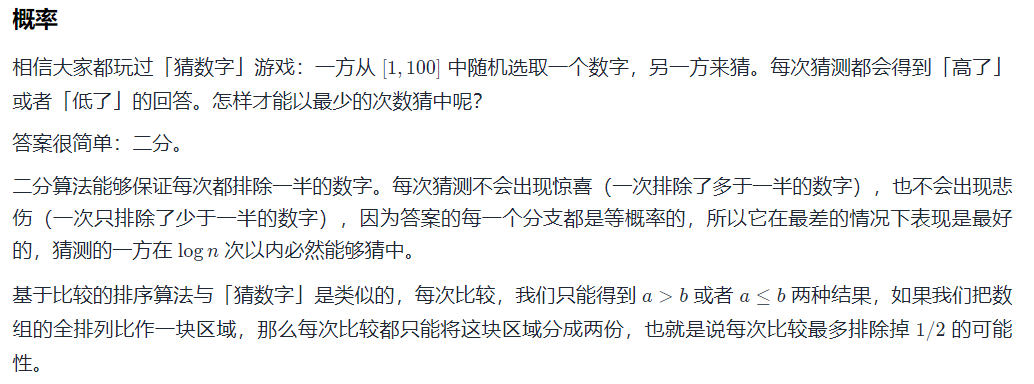 概率
相信大家都玩过「猜数字」游戏：一方从 [1, 100] 中随机选取一个数字，另一方来猜。每次猜测都会得到「高了」
或者「低了」的回答。怎样才能以最少的次数猜中呢？
答案很简单：二分。
二分算法能够保证每次都排除一半的数字。每次猜测不会出现惊喜（一次排除了多于一半的数字），也不会出现悲
伤（一次只排除了少于一半的数字），因为答案的每一个分支都是等概率的，所以它在最差的情况下表现是最好
的，猜测的一方在 log n 次以内必然能够猜中。
基于比较的排序算法与「猜数字」是类似的，每次比较，我们只能得到 a > b 或者 a ≤ b 两种结果，如果我们把数
组的全排列比作一块区域，那么每次比较都只能将这块区域分成两份，也就是说每次比较最多排除掉 1/2 的可能
性。